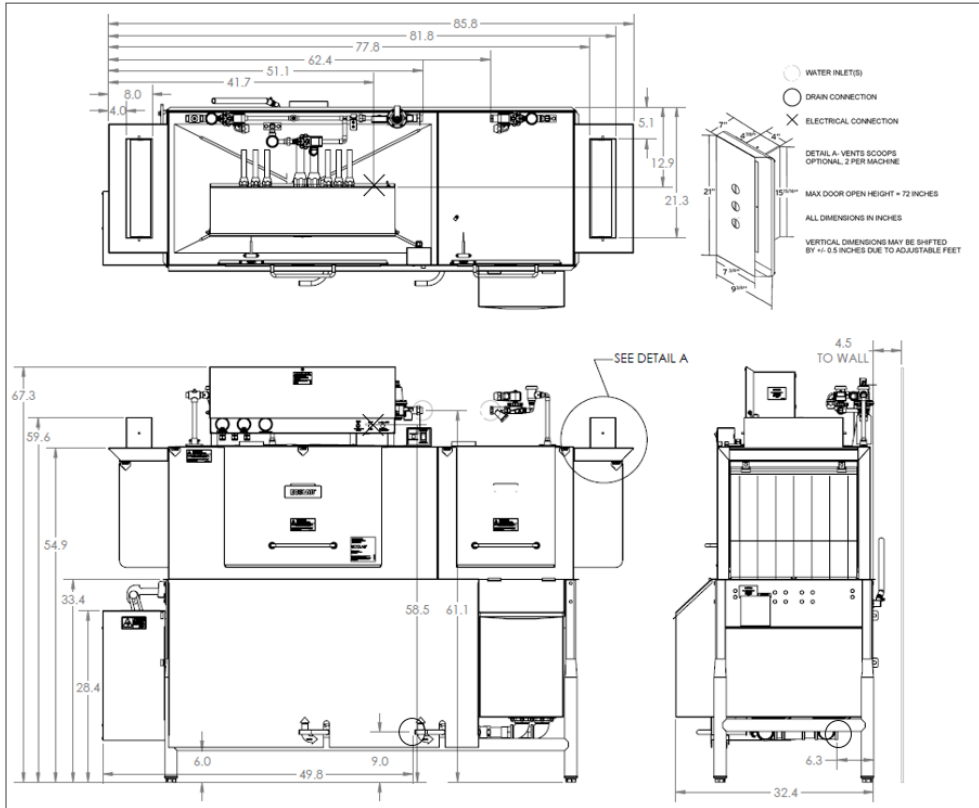 85.8
81.8
77.8
62.4
51.1
41.7
8.0
4.0
5.1
12.9
21.3
WATER INLET(S)
DRAIN CONNECTION
ELECTRICAL CONNECTION
7"
4"
21"
DETAIL A- VENTS SCOOPS
OPTIONAL, 2 PER MACHINE
MAX DOOR OPEN HEIGHT = 72 INCHES
ALL DIMENSIONS IN INCHES
VERTICAL DIMENSIONS MAY BE SHIFTED
BY +/- 0.5 INCHES DUE TO ADJUSTABLE FEET
SEE DETAIL A
4.5
TO WALL
67.3
59.6
54.9
33.4
28.4
58.5
61.1
6.0
49.8
9.0
6.3
32.4